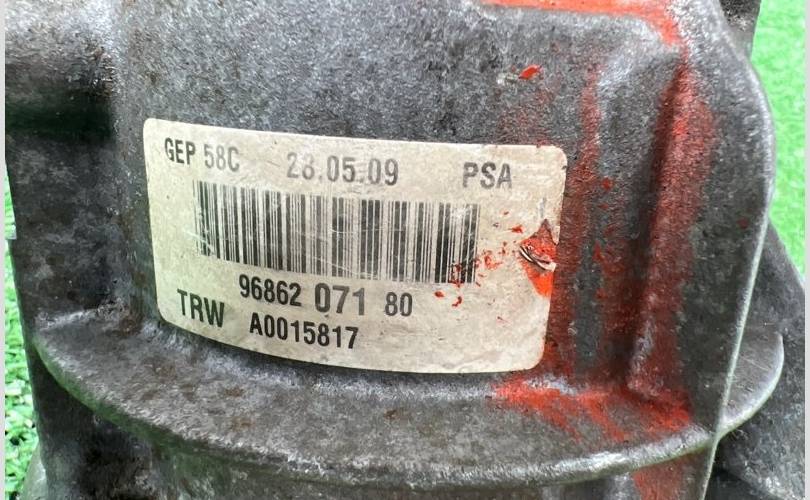 GEP 58C 28.05.09 PSA
96862 071 80
TRW A0015817